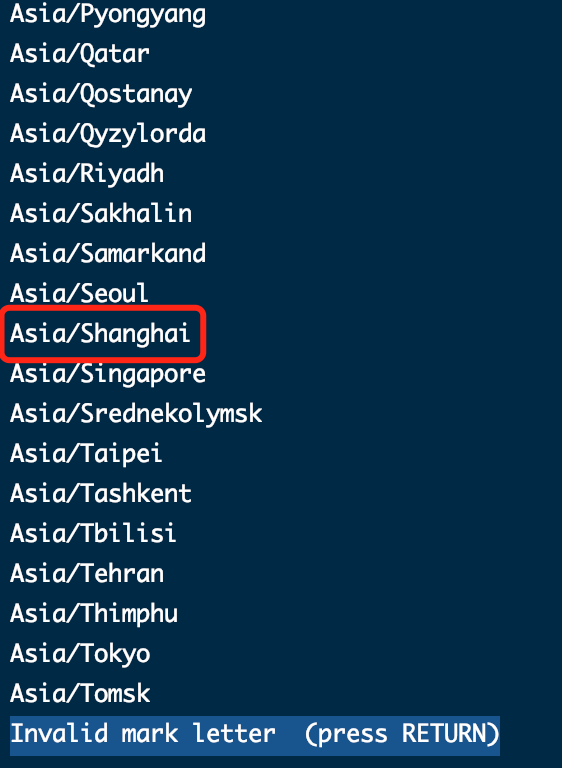 Asia/Pyongyang
Asia/Qatar
Asia/Qostanay
Asia/Qyzylorda
Asia/Riyadh
Asia/Sakhalin
Asia/Samarkand
Asia/Seoul
Asia/Shanghai
Asia/Singapore
Asia/Srednekolymsk
Asia/Taipei
Asia/Tashkent
Asia/Tbilisi
Asia/Tehran
Asia/Thimphu
Asia/Tokyo
Asia/Tomsk
Invalid mark letter  (press RETURN)